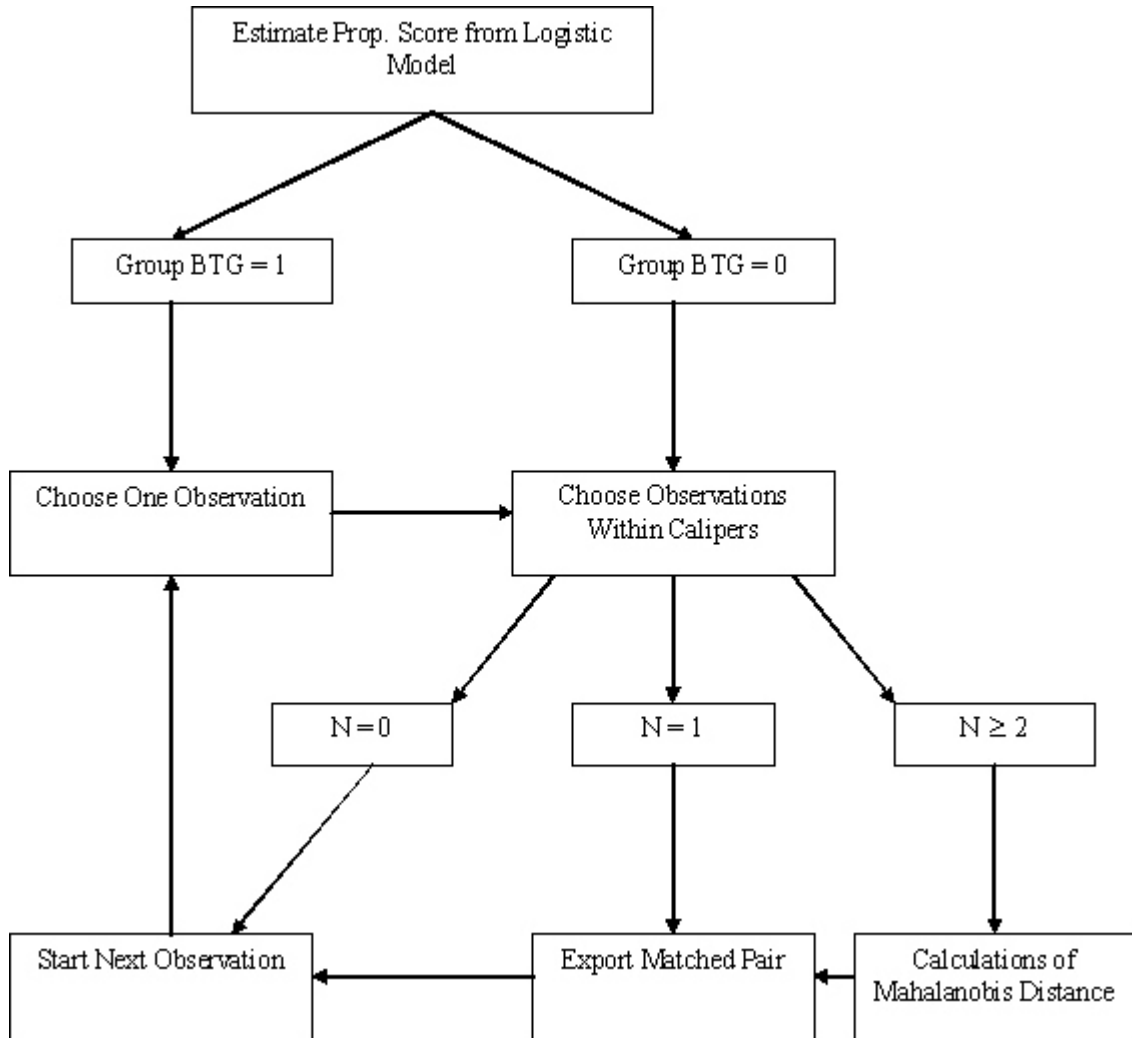 Estimate Prop. Score from Logistic
Model
Group BTG = 1
Group BTG = 0
Choose One Observation
Choose Observations
Within Calipers
N = 0
N = 1
N ≥ 2
Start Next Observation
Export Matched Pair
Calculations of
Mahalanobis Distance